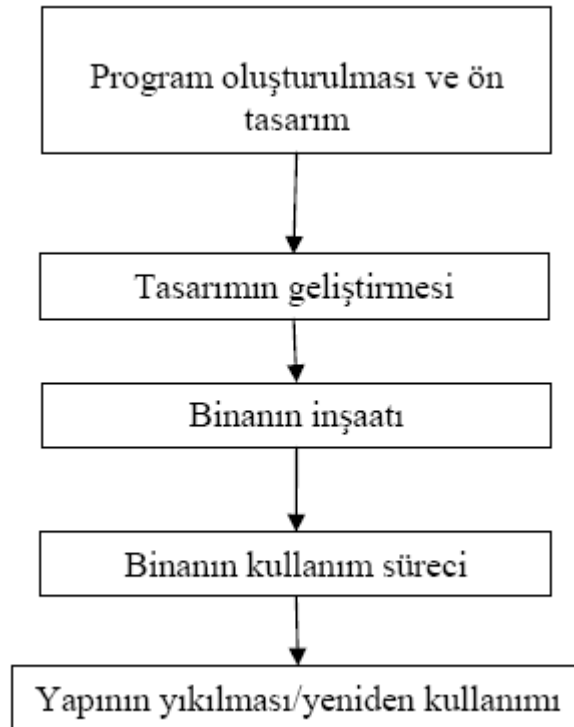 Program oluşturulması ve ön
tasarım
Tasarımın geliştirmesi
Binanın inşaatı
Binanın kullanım süreci
Yapının yıkılması/yeniden kullanımı